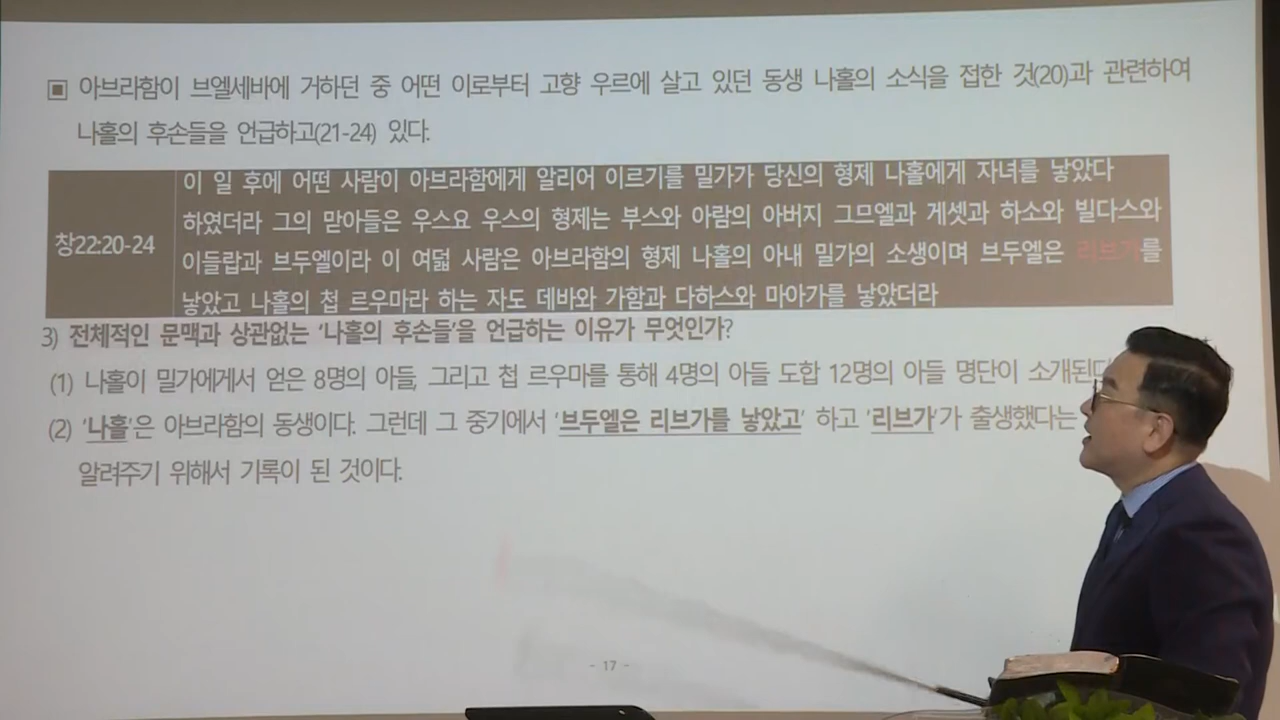 ▣ 아브라함이 브엘세바에 거하던 중 어떤 이로부터 고향 우르에 살고 있던 동생 나홀의 소식을 접한 것(20)과 관련하여
나홀의 후손들을 언급하고(21-24) 있다.
창22:20-24
이 일 후에 어떤 사람이 아브라함에게 알리어 이르기를 밀가가 당신의 형제 나홀에게 자녀를 낳았다
하였더라 그의 맏아들은 우스요 우스의 형제는 부스와 아람의 아버지 그므엘과 게셋과 하소와 빌다스와
이들랍과 브두엘이라 이 여덟 사람은 아브라함의 형제 나홀의 아내 밀가의 소생이며 브두엘은 리브가를
낳았고 나홀의 첩 르우마라 하는 자도 데바와 가함과 다하스와 마아가를 낳았더라
3) 전체적인 문맥과 상관없는 '나홀의 후손들'을 언급하는 이유가 무엇인가?
(1) 나홀이 밀가에게서 얻은 8명의 아들, 그리고 첩 르우마를 통해 4명의 아들 도합 12명의 아들 명단이 소개된다
(2) '나홀'은 아브라함의 동생이다. 그런데 그 중기에서 '브두엘은 리브가를 낳았고' 하고 '리브가'가 출생했다는
알려주기 위해서 기록이 된 것이다.
- 17 -